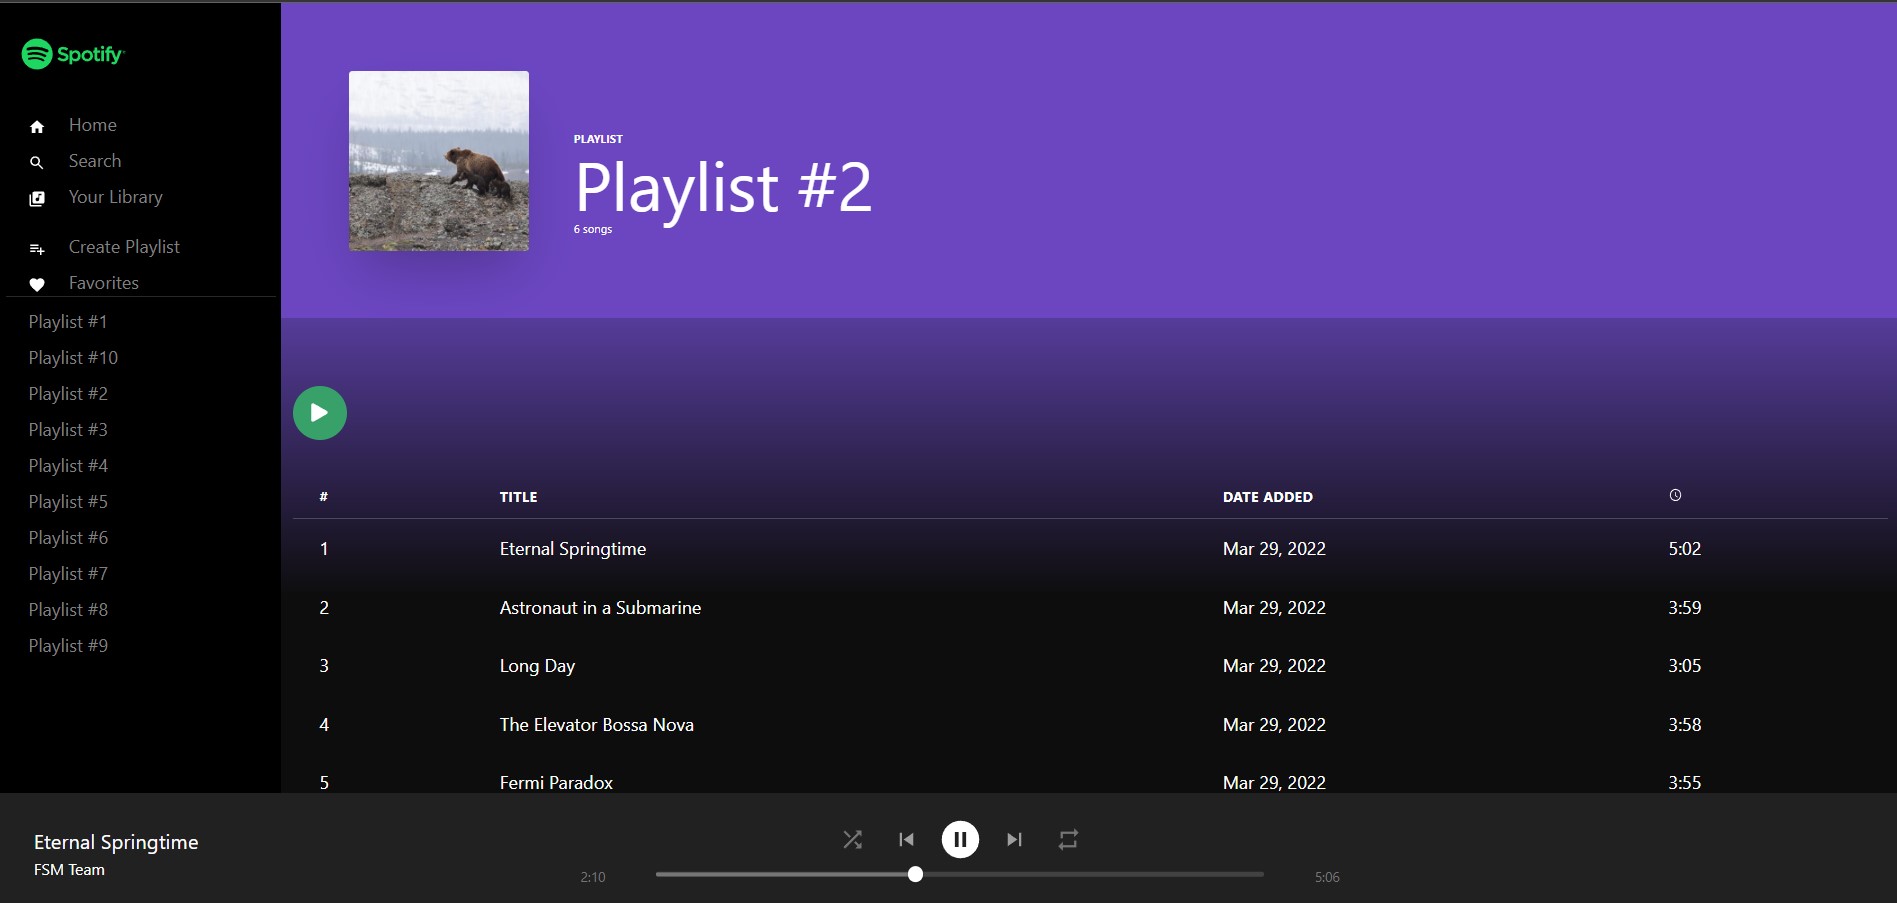 Spotify
Home
Search
Your Library
Create Playlist
Favorites
Playlist #1
Playlist #10
Playlist #2
Playlist #3
Playlist #4
Playlist #5
Playlist #6
Playlist #7
Playlist #8
Playlist #9
PLAYLIST
Playlist #2
6 songs
# TITLE DATE ADDED
1 Eternal Springtime Mar 29, 2022 5:02
2 Astronaut in a Submarine Mar 29, 2022 3:59
3 Long Day Mar 29, 2022 3:05
4 The Elevator Bossa Nova Mar 29, 2022 3:58
5 Fermi Paradox Mar 29, 2022 3:55
Eternal Springtime
FSM Team
2:10 5:06